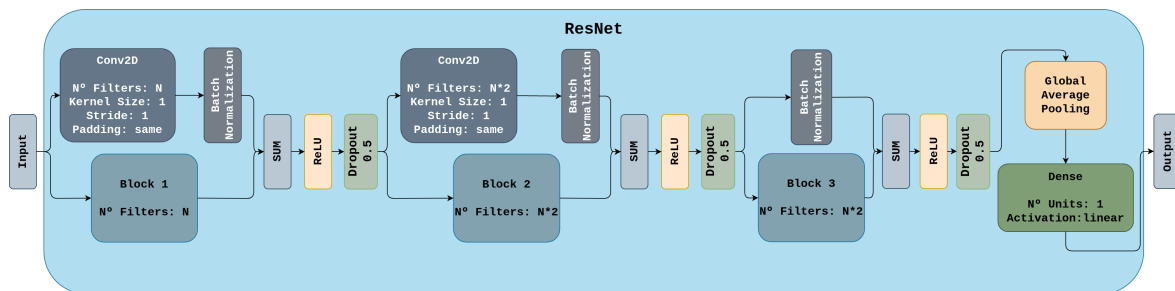 ResNet
Input
Conv2D
Nº Filters: N
Kernel Size: 1
Stride: 1
Padding: same
Batch
Normalization
Block 1
Nº Filters: N
SUM
ReLU
Dropout
0.5
Conv2D
Nº Filters: N*2
Kernel Size: 1
Stride: 1
Padding: same
Batch
Normalization
Block 2
Nº Filters: N*2
SUM
ReLU
Dropout
0.5
Batch
Normalization
Block 3
Nº Filters: N*2
SUM
ReLU
Dropout
0.5
Global
Average
Pooling
Dense
Nº Units: 1
Activation:linear
Output